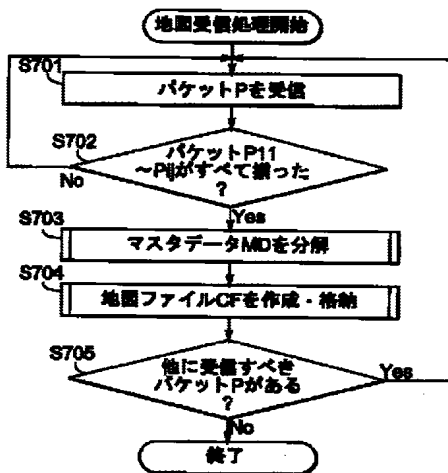 地図受信処理開始
S701
パケットPを受信
S702
パケットP11
～Pijがすべて揃った
?
No
Yes
S703
マスタデータMDを分解
S704
地図ファイルCFを作成・格納
S705
他に受信すべき
パケットPがある
?
Yes
No
終了